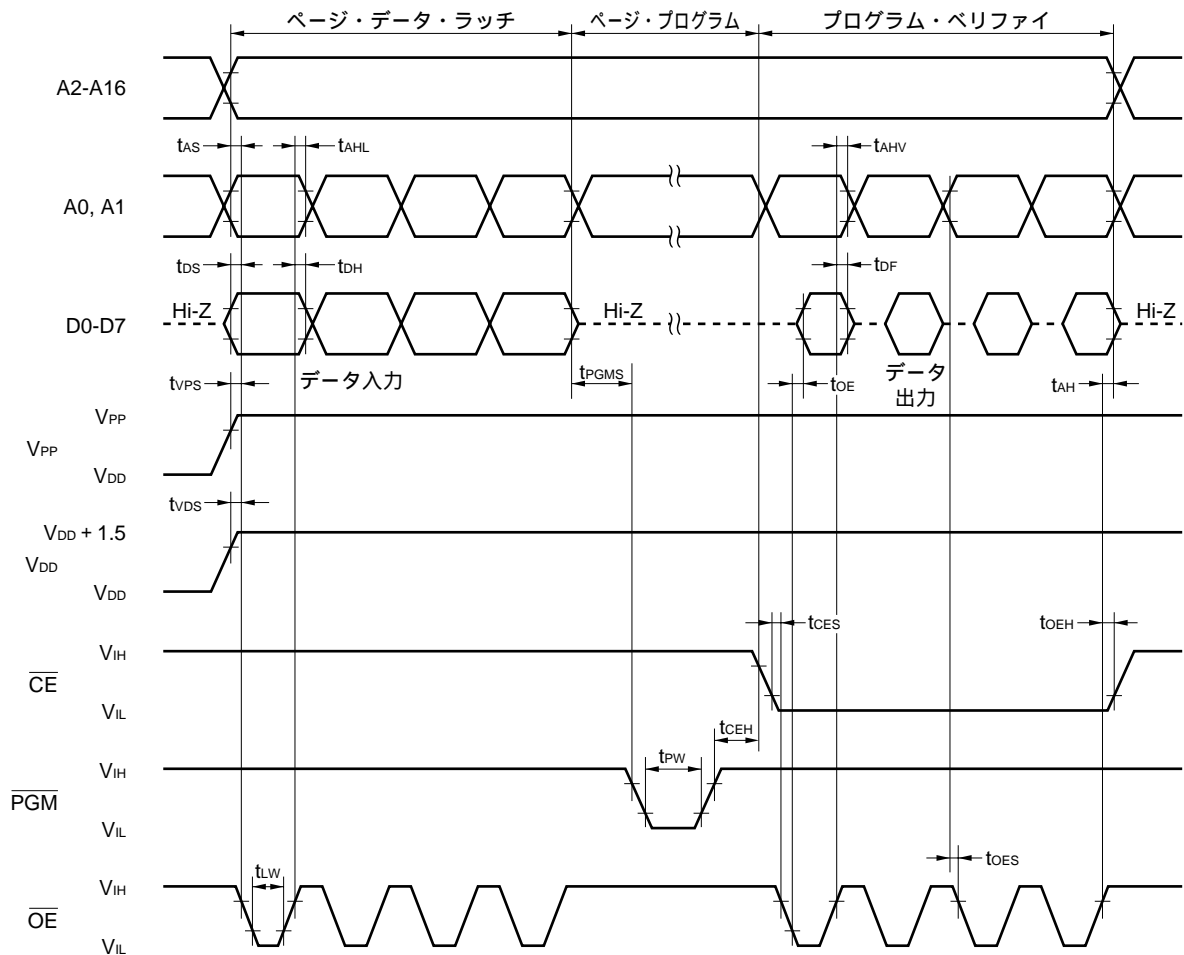 ページ・データ・ラッチ ページ・プログラム プログラム・ベリファイ
A2-A16
tAS tAHL tAHV
A0, A1
tDS tDH tDF
D0-D7 Hi-Z Hi-Z Hi-Z
データ入力
データ
出力
tVPS tPGMS tOE tAH
VPP
VPP
VDD
tVDS
VDD + 1.5
VDD
VDD
tCES tOEH
VIH
CE
VIL
tCEH
VIH tPW
PGM
VIL
tOES
VIH tLW
OE
VIL